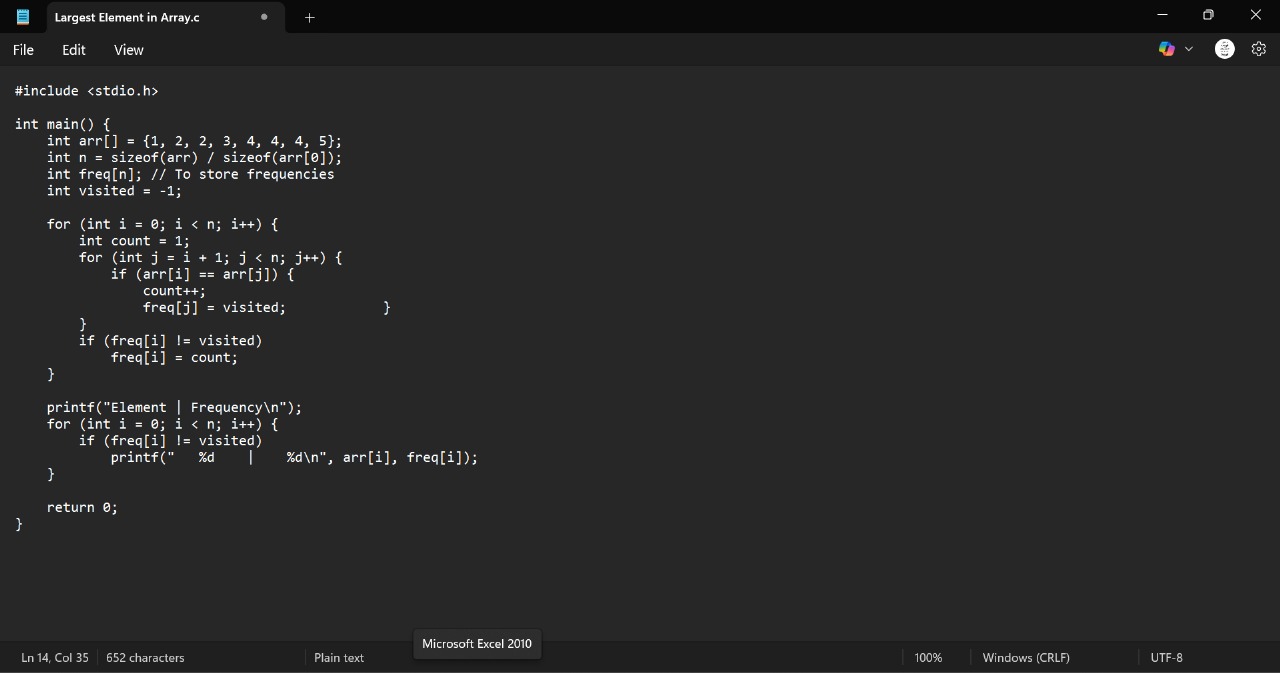 Largest Element in Array.c
File Edit View
#include <stdio.h>
int main() {
    int arr[] = {1, 2, 2, 3, 4, 4, 4, 5};
    int n = sizeof(arr) / sizeof(arr[0]);
    int freq[n]; // To store frequencies
    int visited = -1;
    for (int i = 0; i < n; i++) {
        int count = 1;
        for (int j = i + 1; j < n; j++) {
            if (arr[i] == arr[j]) {
                count++;
                freq[j] = visited;            }
        }
        if (freq[i] != visited)
            freq[i] = count;
    }
    printf("Element | Frequency\n");
    for (int i = 0; i < n; i++) {
        if (freq[i] != visited)
            printf("   %d    |    %d\n", arr[i], freq[i]);
    }
    return 0;
}
Microsoft Excel 2010
Ln 14, Col 35 652 characters Plain text 100% Windows (CRLF) UTF-8